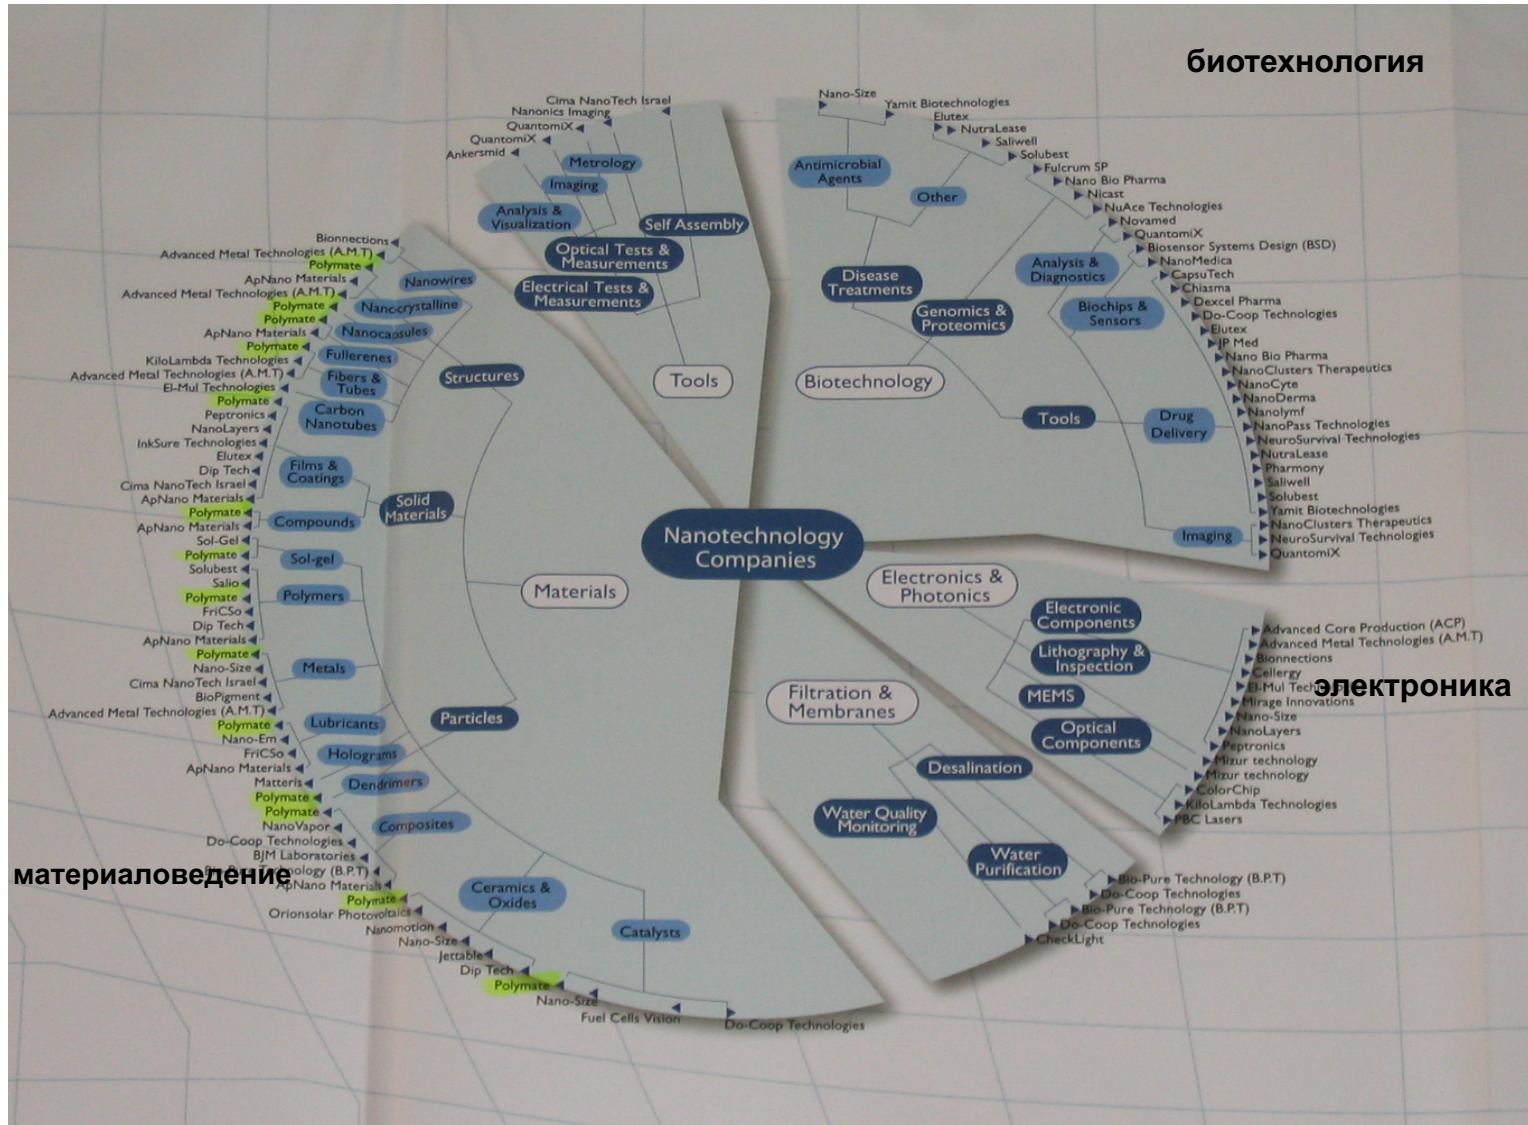 биотехнология
Cima NanoTech Israel
Nanonics Imaging
QuantomiX
QuantomiX
Ankersmid
Metrology
Imaging
Analysis &
Visualization
Self Assembly
Optical Tests &
Measurements
Electrical Tests &
Measurements
Tools
Nano-Size
Yamit Biotechnologies
Elutex
NutraLease
Saliwell
Solubest
Fulcrum SP
Nano Bio Pharma
Nicast
NuAce Technologies
Novamed
QuantomiX
Biosensor Systems Design (BSD)
NanoMedica
CapsuTech
Chiasma
Dexcel Pharma
Do-Coop Technologies
Elutex
JP Med
Nano Bio Pharma
NanoClusters Therapeutics
NanoCyte
NanoDerma
Nanolymf
NanoPass Technologies
NeuroSurvival Technologies
NutraLease
Pharmony
Saliwell
Solubest
Yamit Biotechnologies
NanoClusters Therapeutics
NeuroSurvival Technologies
QuantomiX
Antimicrobial
Agents
Other
Disease
Treatments
Genomics &
Proteomics
Analysis &
Diagnostics
Biochips &
Sensors
Biotechnology
Tools
Drug
Delivery
Imaging
Bionnections
Advanced Metal Technologies (A.M.T)
Polymate
ApNano Materials
Advanced Metal Technologies (A.M.T)
Polymate
Polymate
ApNano Materials
Polymate
KiloLambda Technologies
Advanced Metal Technologies (A.M.T)
El-Mul Technologies
Polymate
Peptronics
NanoLayers
InkSure Technologies
Elutex
Dip Tech
Cima NanoTech Israel
ApNano Materials
Polymate
ApNano Materials
Sol-Gel
Polymate
Solubest
Salio
Polymate
FriCSo
Dip Tech
ApNano Materials
Polymate
Nano-Size
Cima NanoTech Israel
BioPigment
Advanced Metal Technologies (A.M.T)
Polymate
Nano-Em
FriCSo
ApNano Materials
Matteris
Polymate
Polymate
NanoVapor
Do-Coop Technologies
BJM Laboratories
Technology (B.P.T)
материаловедение
ApNano Materials
Polymate
Orionsolar Photovoltaics
Nanomotion
Nano-Size
Jettable
Dip Tech
Polymate
Nano-Size
Fuel Cells Vision
Do-Coop Technologies
Nanowires
Nanocrystalline
Nanocapsules
Fullerenes
Fibers &
Tubes
Carbon
Nanotubes
Structures
Films &
Coatings
Solid
Materials
Compounds
Sol-gel
Polymers
Metals
Lubricants
Particles
Holograms
Dendrimers
Composites
Ceramics &
Oxides
Catalysts
Materials
Nanotechnology
Companies
Electronics &
Photonics
Electronic
Components
Lithography &
Inspection
MEMS
Optical
Components
Advanced Core Production (ACP)
Advanced Metal Technologies (A.M.T)
Bionnections
Cellergy
El-Mul
электроника
Mirage Innovations
Nano-Size
NanoLayers
Peptronics
Mizur technology
Mizur technology
ColorChip
KiloLambda Technologies
PBC Lasers
Filtration &
Membranes
Desalination
Water Quality
Monitoring
Water
Purification
Bio-Pure Technology (B.P.T)
Do-Coop Technologies
Bio-Pure Technology (B.P.T)
Do-Coop Technologies
CheckLight